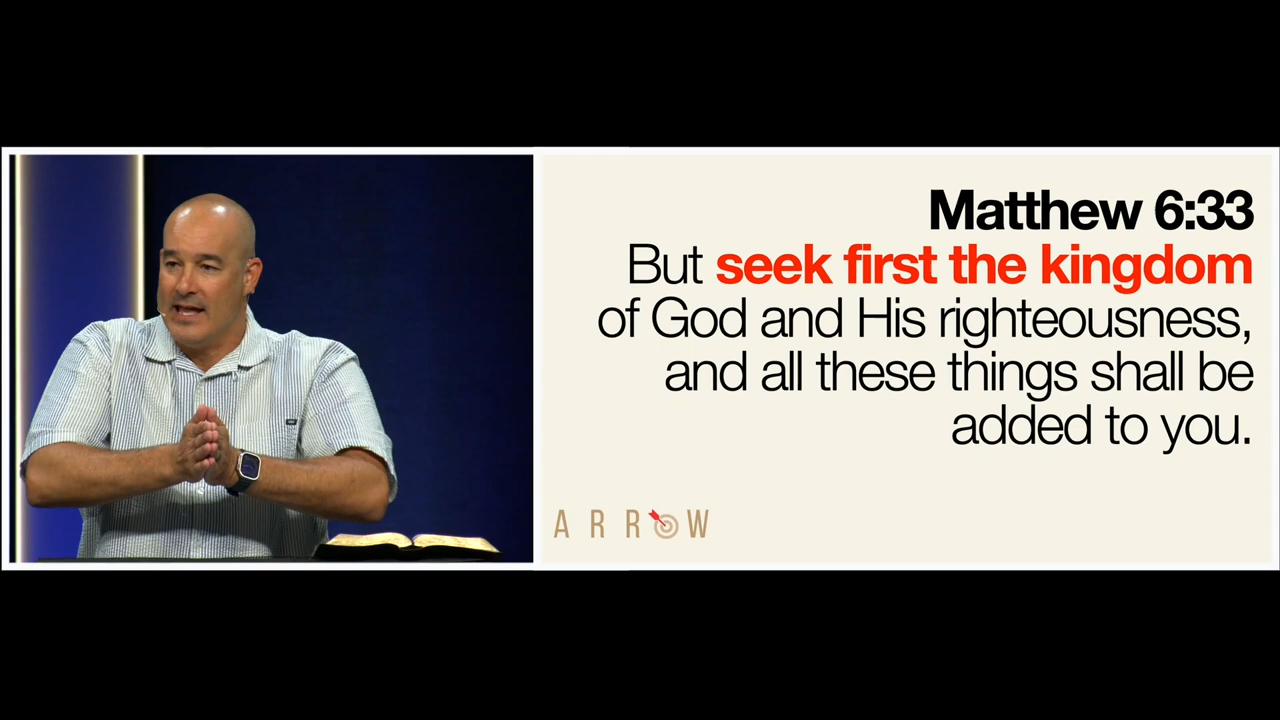 Matthew 6:33
But seek first the kingdom
of God and His righteousness,
and all these things shall be
added to you.
ARROW